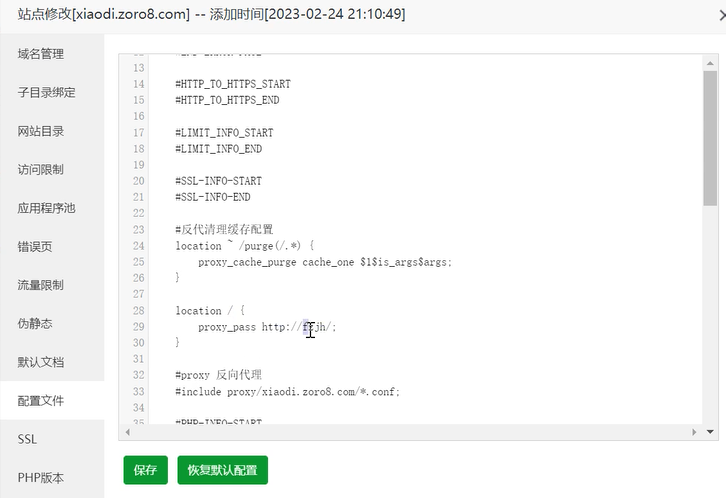 站点修改[xiaodi.zoro8.com] -- 添加时间[2023-02-24 21:10:49]
域名管理
子目录绑定
网站目录
访问限制
应用程序池
错误页
流量限制
伪静态
默认文档
配置文件
SSL
PHP版本
13
14 #HTTP_TO_HTTPS_START
15 #HTTP_TO_HTTPS_END
16
17 #LIMIT_INFO_START
18 #LIMIT_INFO_END
19
20 #SSL-INFO-START
21 #SSL-INFO-END
22
23 #反代清理缓存配置
24 location ~ /purge(/.*) {
25 proxy_cache_purge cache_one $1$is_args$args;
26 }
27
28 location / {
29 proxy_pass
30 }
31
32 #proxy 反向代理
33 #include proxy/xiaodi.zoro8.com/*.conf;
34
35 #PHP-INFO-START
保存
恢复默认配置